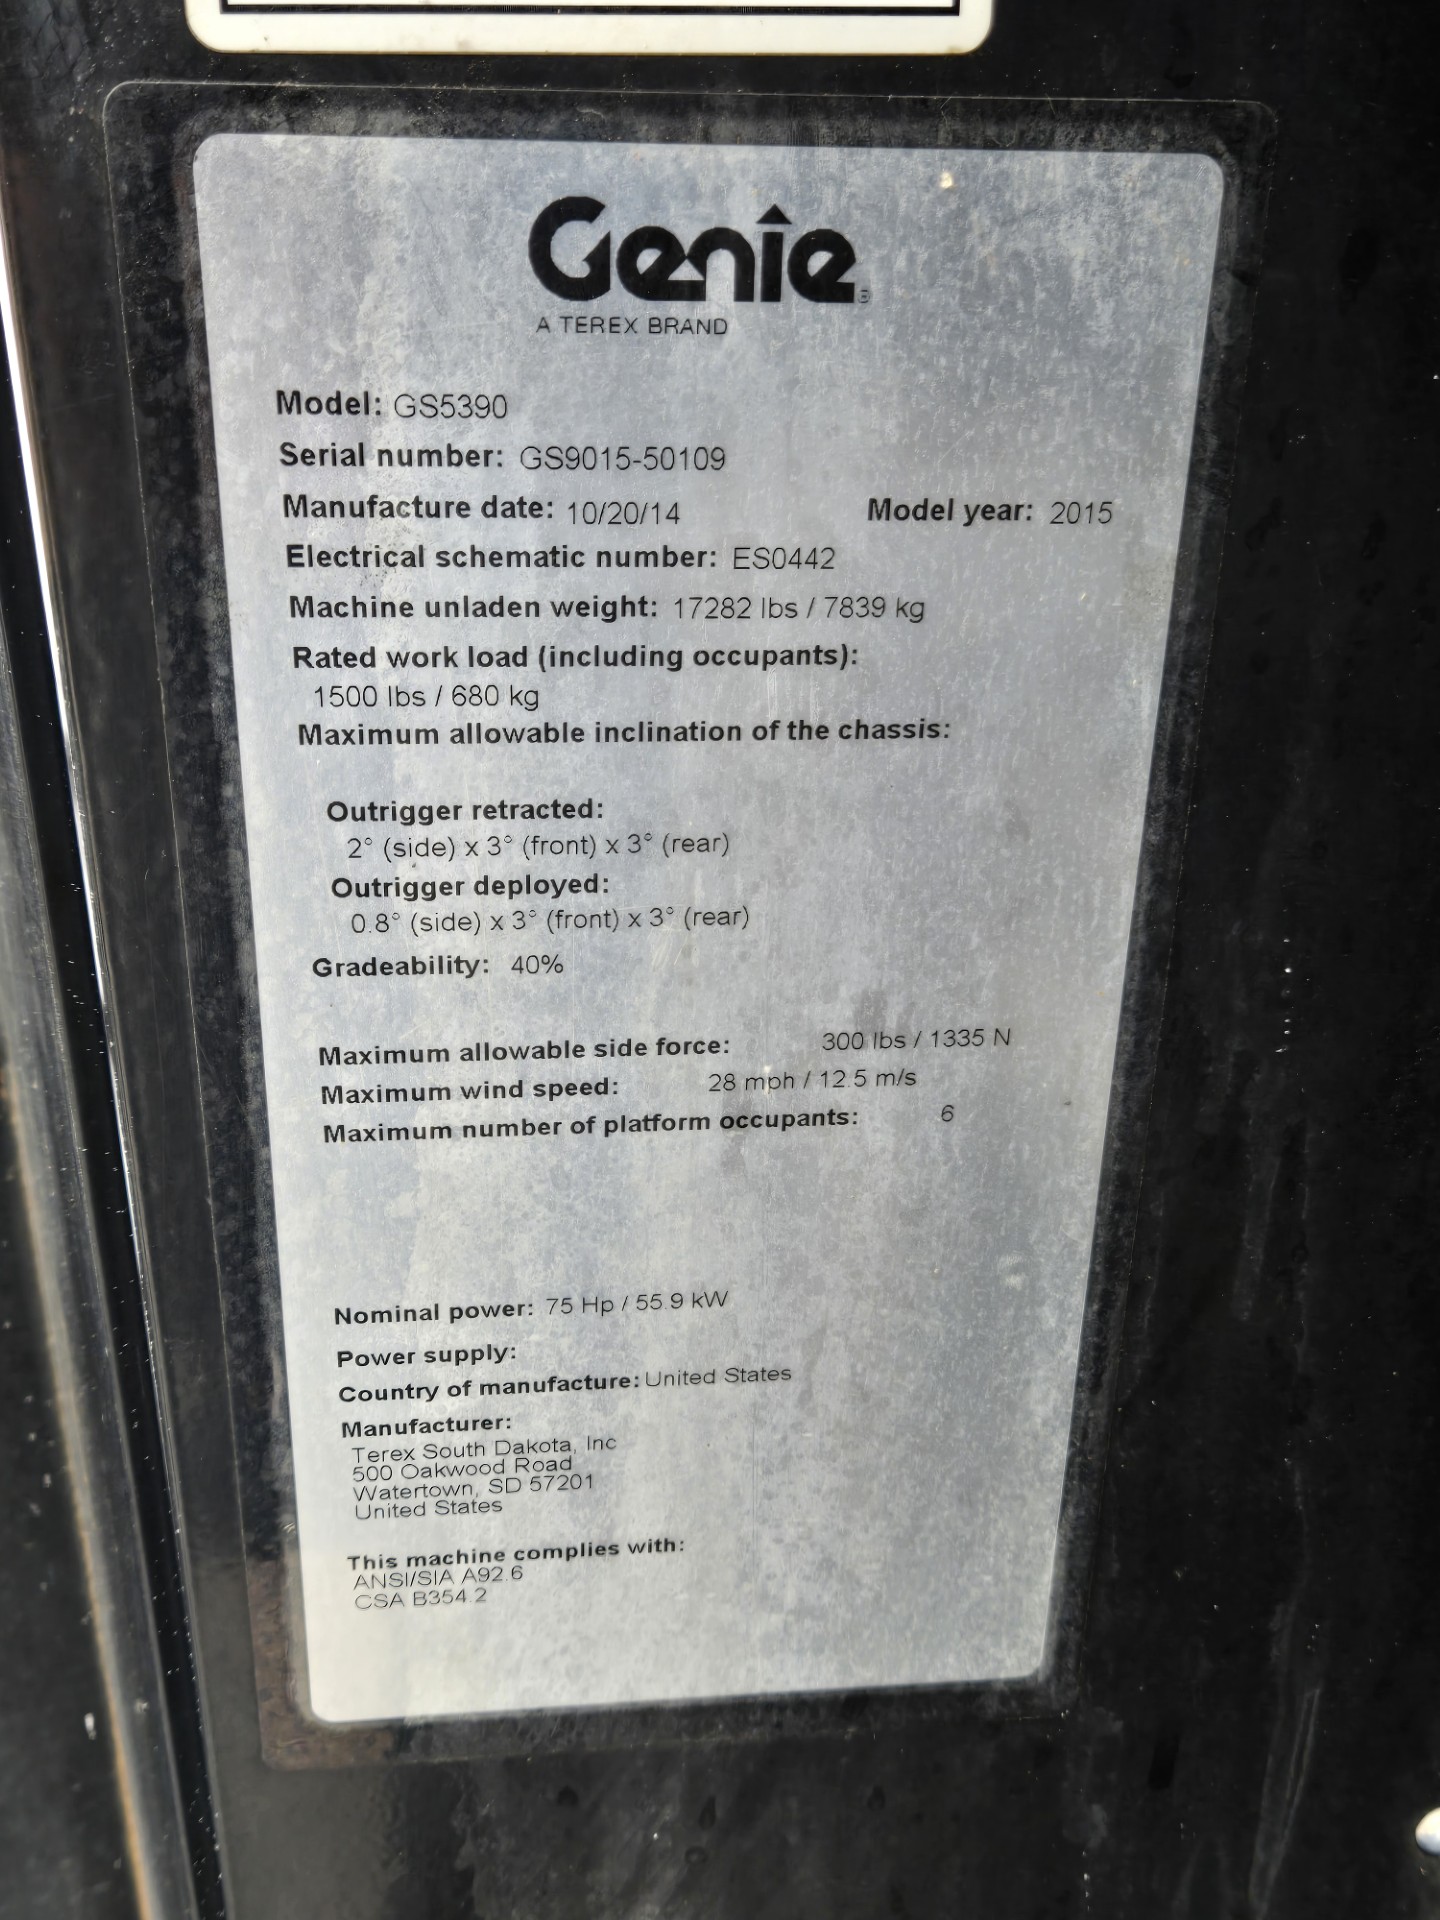 Genie
A TEREX BRAND
Model: GS5390
Serial number: GS9015-50109
Manufacture date: 10/20/14 Model year: 2015
Electrical schematic number: ES0442
Machine unladen weight: 17282 lbs / 7839 kg
Rated work load (including occupants):
1500 lbs / 680 kg
Maximum allowable inclination of the chassis:
Outrigger retracted:
2° (side) x 3° (front) x 3° (rear)
Outrigger deployed:
0.8° (side) x 3° (front) x 3° (rear)
Gradeability: 40%
Maximum allowable side force: 300 lbs / 1335 N
Maximum wind speed: 28 mph / 12.5 m/s
Maximum number of platform occupants: 6
Nominal power: 75 Hp / 55.9 kW
Power supply:
Country of manufacture: United States
Manufacturer:
Terex South Dakota, Inc
500 Oakwood Road
Watertown, SD 57201
United States
This machine complies with:
ANSI/SIA A92.6
CSA B354.2